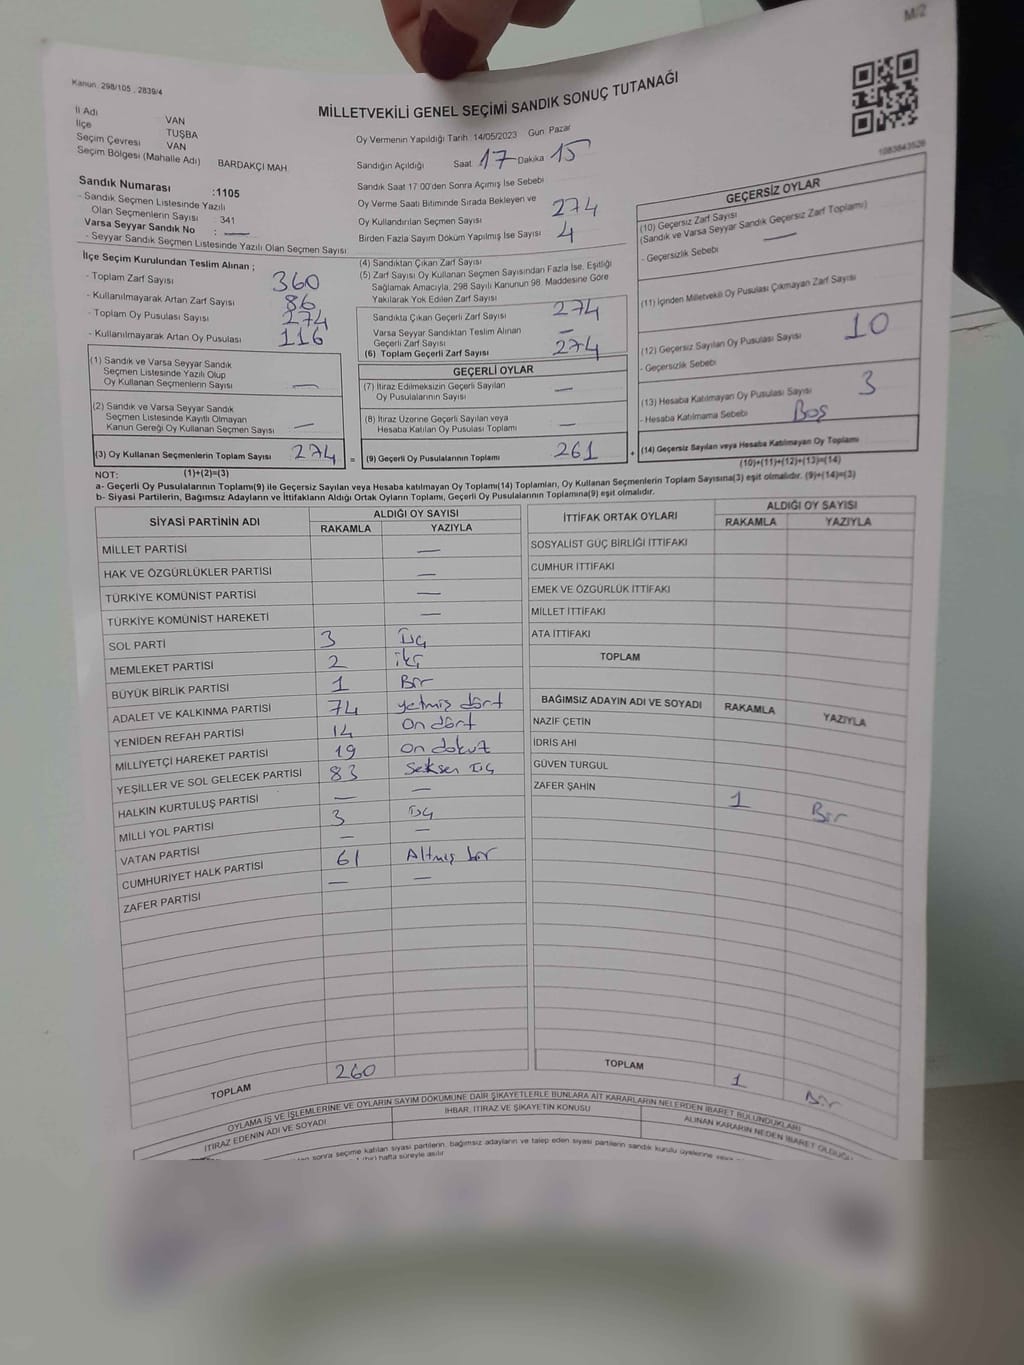 M/2
Kanun: 298/105 , 2839/4
MİLLETVEKİLİ GENEL SEÇİMİ SANDIK SONUÇ TUTANAĞI
1083843526
İl Adı VAN
İlçe TUŞBA
Seçim Çevresi VAN
Seçim Bölgesi (Mahalle Adı) BARDAKÇI MAH.
Sandık Numarası :1105
- Sandık Seçmen Listesinde Yazılı
Olan Seçmenlerin Sayısı : 341
Varsa Seyyar Sandık No : —
- Seyyar Sandık Seçmen Listesinde Yazılı Olan Seçmen Sayısı:
İlçe Seçim Kurulundan Teslim Alınan ;
- Toplam Zarf Sayısı 360
- Kullanılmayarak Artan Zarf Sayısı 86
- Toplam Oy Pusulası Sayısı 274
- Kullanılmayarak Artan Oy Pusulası 116
(1) Sandık ve Varsa Seyyar Sandık
Seçmen Listesinde Yazılı Olup
Oy Kullanan Seçmenlerin Sayısı —
(2) Sandık ve Varsa Seyyar Sandık
Seçmen Listesinde Kayıtlı Olmayan
Kanun Gereği Oy Kullanan Seçmen Sayısı —
(3) Oy Kullanan Seçmenlerin Toplam Sayısı 274 =
(1)+(2)=(3)
Oy Vermenin Yapıldığı Tarih 14/05/2023 Gün: Pazar
Sandığın Açıldığı Saat 17 Dakika 15
Sandık Saat 17 00'den Sonra Açımış İse Sebebi
Oy Verme Saati Bitiminde Sırada Bekleyen ve
Oy Kullandırılan Seçmen Sayısı 274
Birden Fazla Sayım Döküm Yapılmış İse Sayısı 4
(4) Sandıktan Çıkan Zarf Sayısı
(5) Zarf Sayısı Oy Kullanan Seçmen Sayısından Fazla İse, Eşitliği
Sağlamak Amacıyla, 298 Sayılı Kanunun 98. Maddesine Göre
Yakılarak Yok Edilen Zarf Sayısı
Sandıkta Çıkan Geçerli Zarf Sayısı 274
Varsa Seyyar Sandıktan Teslim Alınan
Geçerli Zarf Sayısı —
(6) Toplam Geçerli Zarf Sayısı 274
GEÇERLİ OYLAR
(7) İtiraz Edilmeksizin Geçerli Sayılan
Oy Pusulalarının Sayısı —
(8) İtiraz Üzerine Geçerli Sayılan veya
Hesaba Katılan Oy Pusulası Toplamı —
(9) Geçerli Oy Pusulalarının Toplamı 261 +
GEÇERSİZ OYLAR
(10) Geçersiz Zarf Sayısı
(Sandık ve Varsa Seyyar Sandık Geçersiz Zarf Toplamı) —
- Geçersizlik Sebebi
(11) İçinden Milletvekili Oy Pusulası Çıkmayan Zarf Sayısı
(12) Geçersiz Sayılan Oy Pusulası Sayısı 10
- Geçersizlik Sebebi
(13) Hesaba Katılmayan Oy Pusulası Sayısı 3
- Hesaba Katılmama Sebebi Boş
(14) Geçersiz Sayılan veya Hesaba Katılmayan Oy Toplamı
(10)+(11)+(12)+(13)=(14)
NOT:
a- Geçerli Oy Pusulalarının Toplamı(9) ile Geçersiz Sayılan veya Hesaba katılmayan Oy Toplamı(14) Toplamları, Oy Kullanan Seçmenlerin Toplam Sayısına(3) eşit olmalıdır. (9)+(14)=(3)
b- Siyasi Partilerin, Bağımsız Adayların ve İttifakların Aldığı Ortak Oyların Toplamı, Geçerli Oy Pusulalarının Toplamına(9) eşit olmalıdır.
SİYASİ PARTİNİN ADI ALDIĞI OY SAYISI
RAKAMLA YAZIYLA
MİLLET PARTİSİ —
HAK VE ÖZGÜRLÜKLER PARTİSİ —
TÜRKİYE KOMÜNİST PARTİSİ —
TÜRKİYE KOMÜNİST HAREKETİ —
SOL PARTİ 3 üç
MEMLEKET PARTİSİ 2 iki
BÜYÜK BİRLİK PARTİSİ 1 Bir
ADALET VE KALKINMA PARTİSİ 74 yetmiş dört
YENİDEN REFAH PARTİSİ 14 On dört
MİLLİYETÇİ HAREKET PARTİSİ 19 on dokuz
YEŞİLLER VE SOL GELECEK PARTİSİ 83 Seksen üç
HALKIN KURTULUŞ PARTİSİ — —
MİLLİ YOL PARTİSİ 3 üç
VATAN PARTİSİ — —
CUMHURİYET HALK PARTİSİ 61 Altmış bir
ZAFER PARTİSİ — —
TOPLAM 260
İTTİFAK ORTAK OYLARI ALDIĞI OY SAYISI
RAKAMLA YAZIYLA
SOSYALİST GÜÇ BİRLİĞİ İTTİFAKI
CUMHUR İTTİFAKI
EMEK VE ÖZGÜRLÜK İTTİFAKI
MİLLET İTTİFAKI
ATA İTTİFAKI
TOPLAM
BAĞIMSIZ ADAYIN ADI VE SOYADI RAKAMLA YAZIYLA
NAZİF ÇETİN
İDRİS AHİ
GÜVEN TURGUL
ZAFER ŞAHİN 1 Bir
TOPLAM 1 Bir
OYLAMA İŞ VE İŞLEMLERİNE VE OYLARIN SAYIM DÖKÜMÜNE DAİR ŞİKAYETLERLE BUNLARA AİT KARARLARIN NELERDEN İBARET BULUNDUKLARI
İTİRAZ EDENİN ADI VE SOYADI İHBAR, İTİRAZ VE ŞİKAYETİN KONUSU ALINAN KARARIN NEDEN İBARET OLDUĞU
sonra seçime katılan siyasi partilerin, bağımsız adayların ve talep eden siyasi partilerin sandık kurulu üyelerine
(bir) hafta süreyle asılır